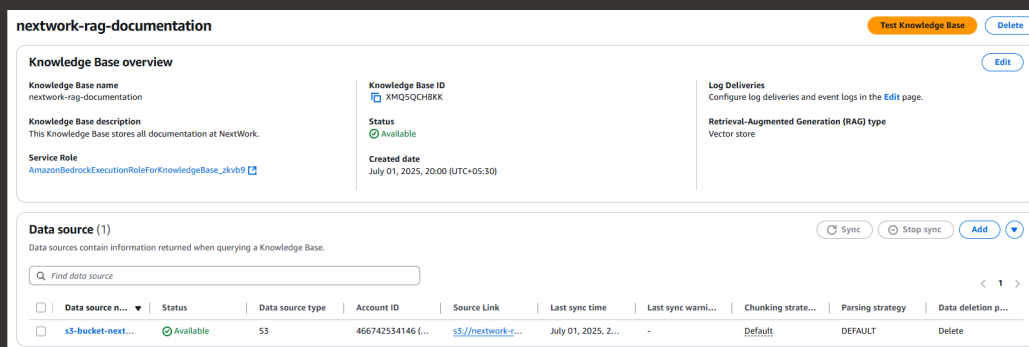 nextwork-rag-documentation
Test Knowledge Base
Delete
Knowledge Base overview
Edit
Knowledge Base name
nextwork-rag-documentation
Knowledge Base description
This Knowledge Base stores all documentation at NextWork.
Service Role
AmazonBedrockExecutionRoleForKnowledgeBase_zkvb9
Knowledge Base ID
XMQ5QCH8KK
Status
Available
Created date
July 01, 2025, 20:00 (UTC+05:30)
Log Deliveries
Configure log deliveries and event logs in the Edit page.
Retrieval-Augmented Generation (RAG) type
Vector store
Data source (1)
Sync
Stop sync
Add
Data sources contain information returned when querying a Knowledge Base.
Find data source
1
Data source n... Status Data source type Account ID Source Link Last sync time Last sync warni... Chunking strate... Parsing strategy Data deletion p...
s3-bucket-next... Available S3 466742534146 (... s3://nextwork-r... July 01, 2025, 2... - Default DEFAULT Delete